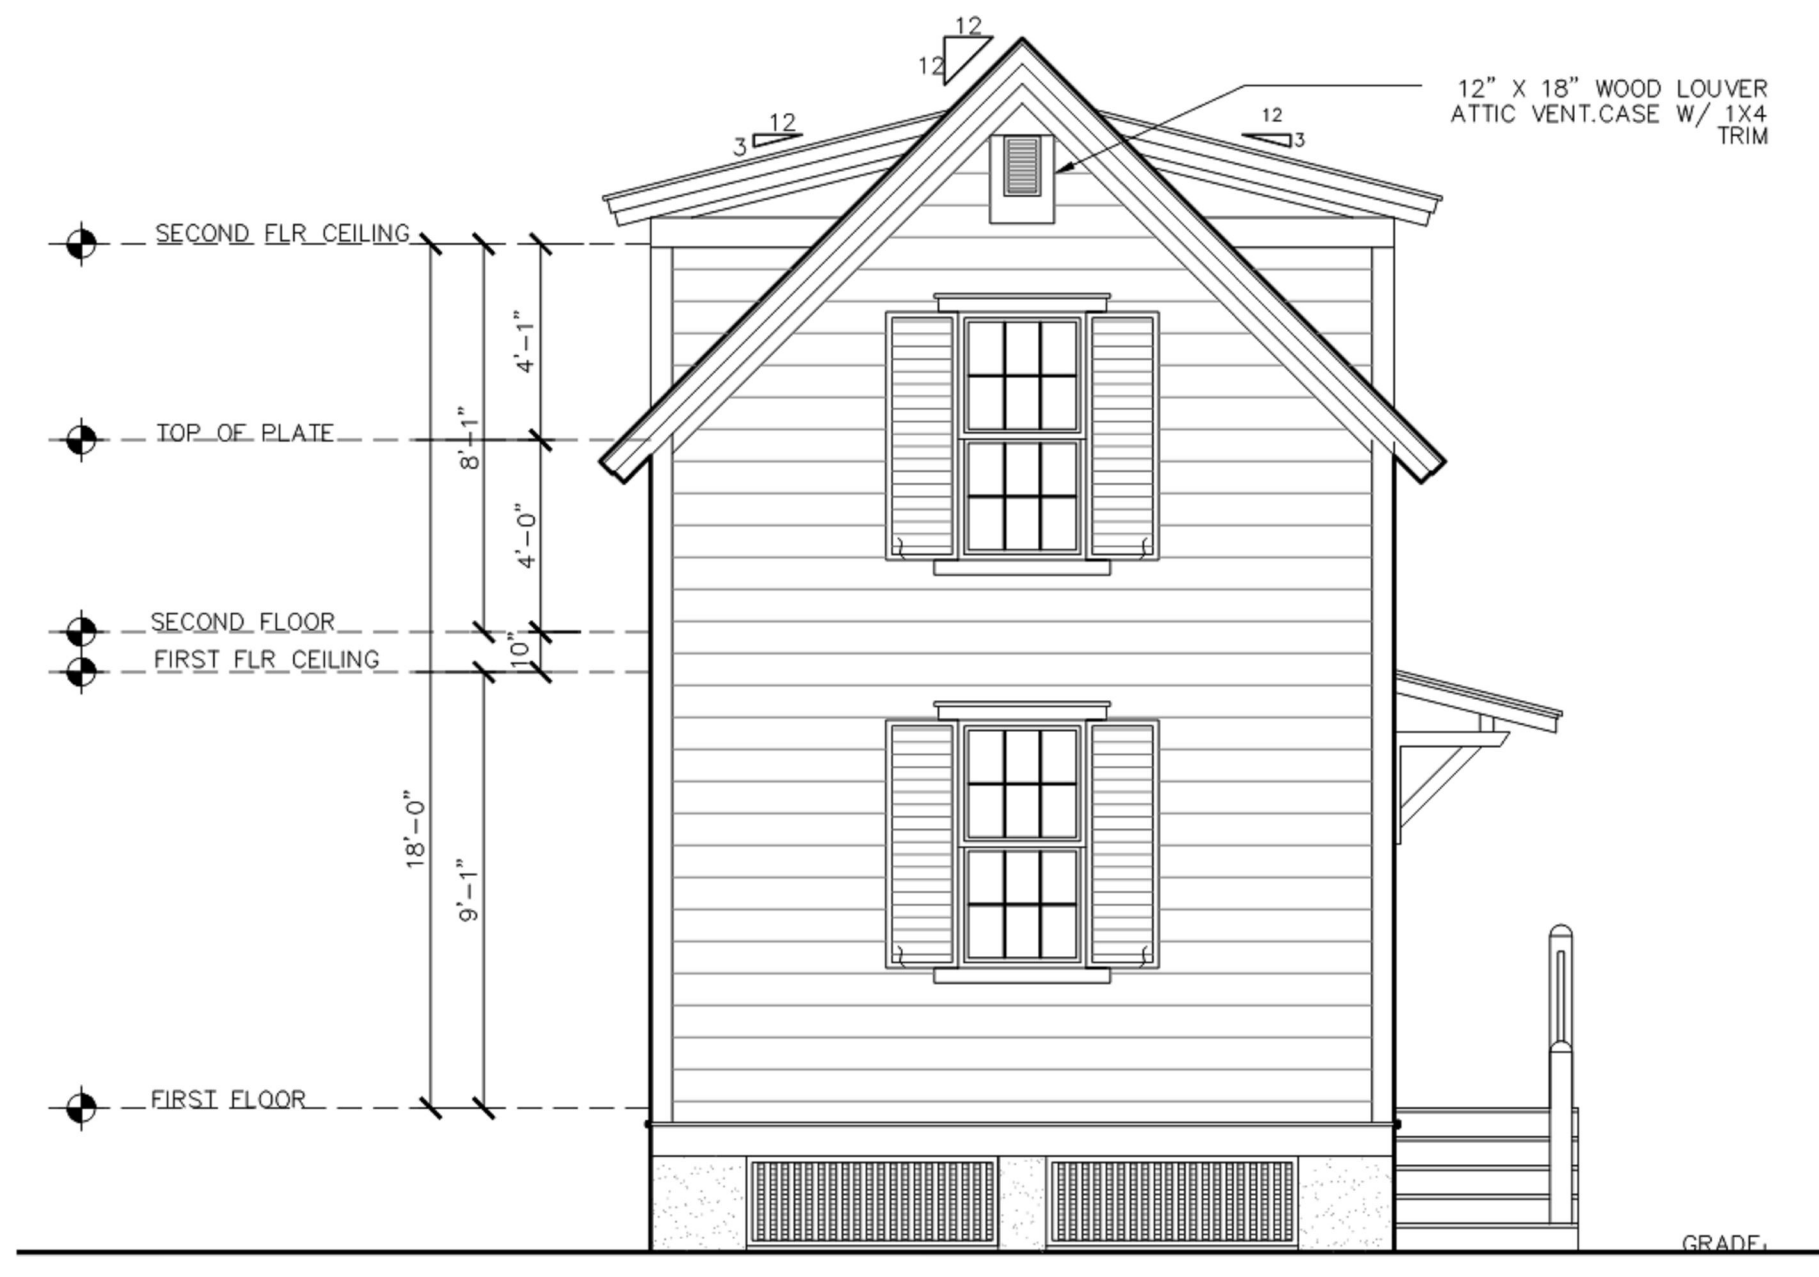 12
12
12" X 18" WOOD LOUVER
ATTIC VENT.CASE W/ 1X4
TRIM
12
3
12
3
SECOND FLR CEILING
4'-1"
TOP OF PLATE
8'-1"
4'-0"
SECOND FLOOR
10"
FIRST FLR CEILING
18'-0"
9'-1"
FIRST FLOOR
GRADE